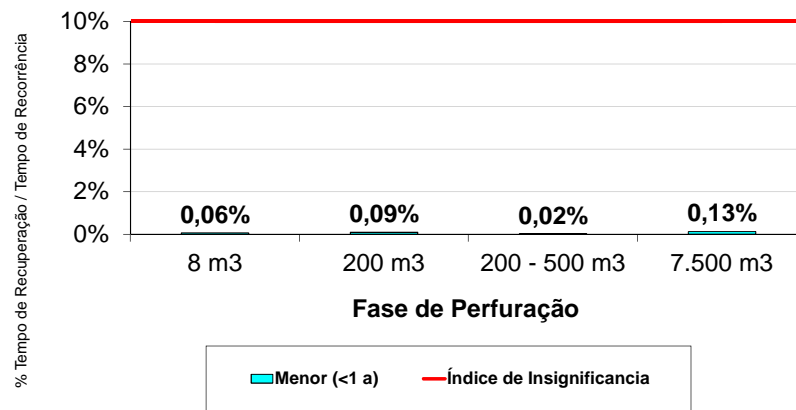 % Tempo de Recuperação / Tempo de Recorrência
10%
8%
6%
4%
2%
0%
0,06%
0,09%
0,02%
0,13%
8 m3
200 m3
200 - 500 m3
7.500 m3
Fase de Perfuração
Menor (<1 a)
Índice de Insignificancia